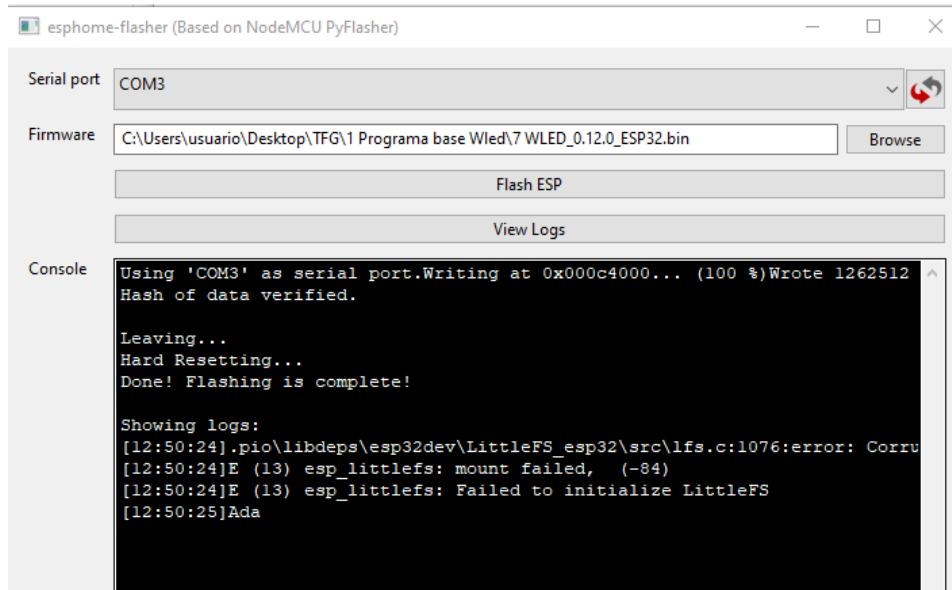 esphome-flasher (Based on NodeMCU PyFlasher)
Serial port
COM3
Firmware
C:\Users\usuario\Desktop\TFG\1 Programa base Wled\7 WLED_0.12.0_ESP32.bin
Browse
Flash ESP
View Logs
Console
Using 'COM3' as serial port.Writing at 0x000c4000... (100 %)Wrote 1262512
Hash of data verified.
Leaving...
Hard Resetting...
Done! Flashing is complete!
Showing logs:
[12:50:24].pio\libdeps\esp32dev\LittleFS_esp32\src\lfs.c:1076:error: Corru
[12:50:24]E (13) esp_littlefs: mount failed,  (-84)
[12:50:24]E (13) esp_littlefs: Failed to initialize LittleFS
[12:50:25]Ada